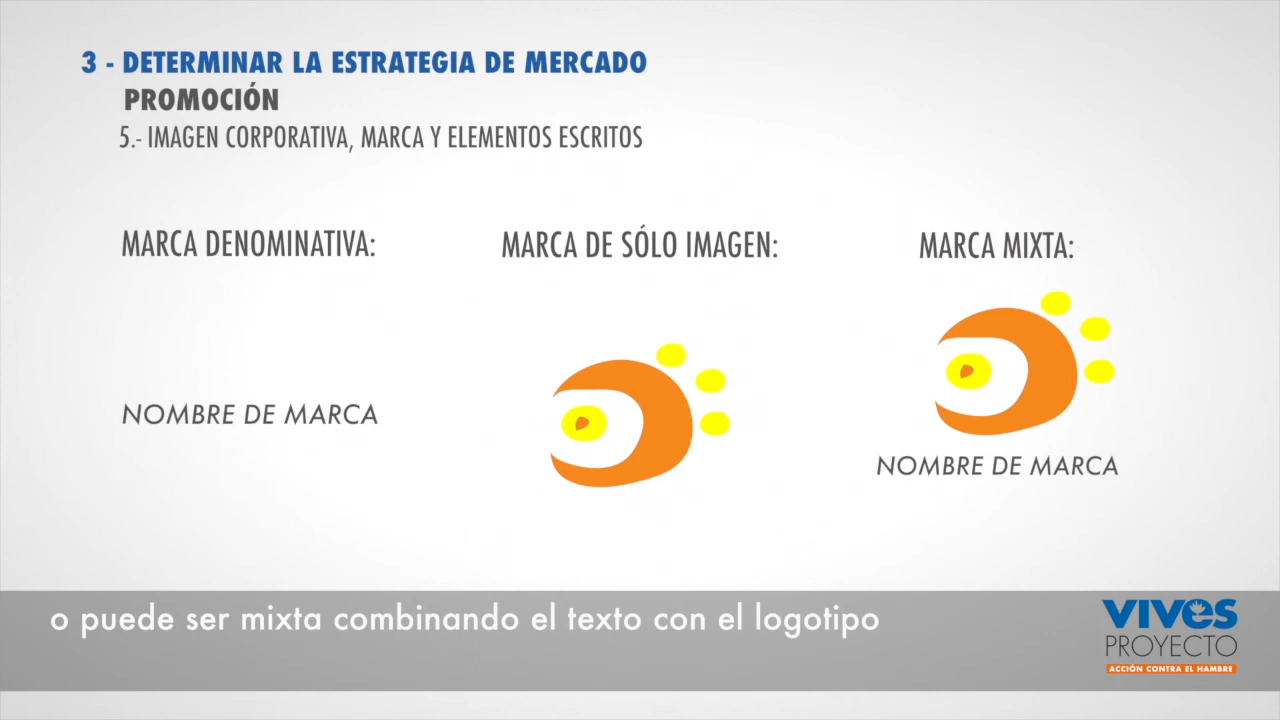 3 - DETERMINAR LA ESTRATEGIA DE MERCADO
PROMOCIÓN
5.- IMAGEN CORPORATIVA, MARCA Y ELEMENTOS ESCRITOS
MARCA DENOMINATIVA:
NOMBRE DE MARCA
MARCA DE SÓLO IMAGEN:
MARCA MIXTA:
NOMBRE DE MARCA
o puede ser mixta combinando el texto con el logotipo
VIVES
PROYECTO
ACCIÓN CONTRA EL HAMBRE